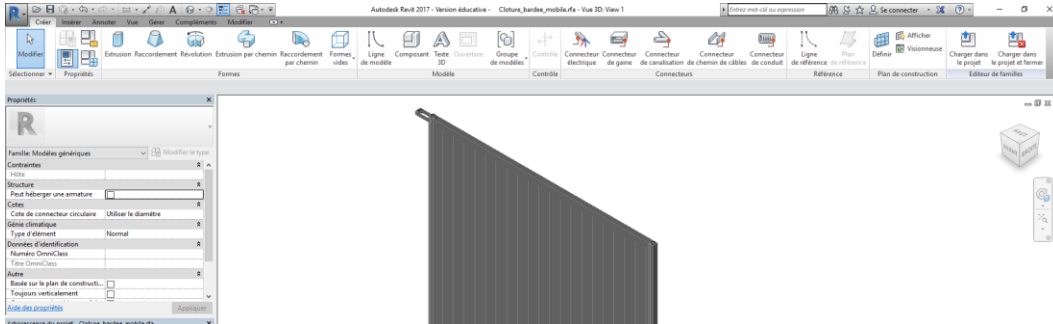 Autodesk Revit 2017 - Version éducative - Cloture_bardee_mobile.rfa - Vue 3D: View 1
Entrez mot-clé ou expression
Se connecter
Créer Insérer Annoter Vue Gérer Compléments Modifier
Modifier
Extrusion Raccordement Révolution Extrusion par chemin Raccordement par chemin Formes vides
Ligne de modèle Composant Texte 3D Ouverture Groupe de modèles
Contrôle
Connecteur électrique Connecteur de gaine Connecteur de canalisation Connecteur de chemin de câbles Connecteur de conduit
Ligne de référence Plan de référence
Définir Afficher
Visionneuse
Charger dans le projet Charger dans le projet et fermer
Sélectionner Propriétés Formes Modèle Contrôle Connecteurs Référence Plan de construction Editeur de familles
Propriétés
Famille: Modèles génériques Modifier le type
Contraintes
Hôte
Structure
Peut héberger une armature
Cotes
Cote de connecteur circulaire Utiliser le diamètre
Génie climatique
Type d'élément Normal
Données d'identification
Numéro OmniClass
Titre OmniClass
Autre
Basée sur le plan de constructi...
Toujours verticalement
Aide des propriétés Appliquer
Arborescence du projet - Cloture_bardee_mobile.rfa